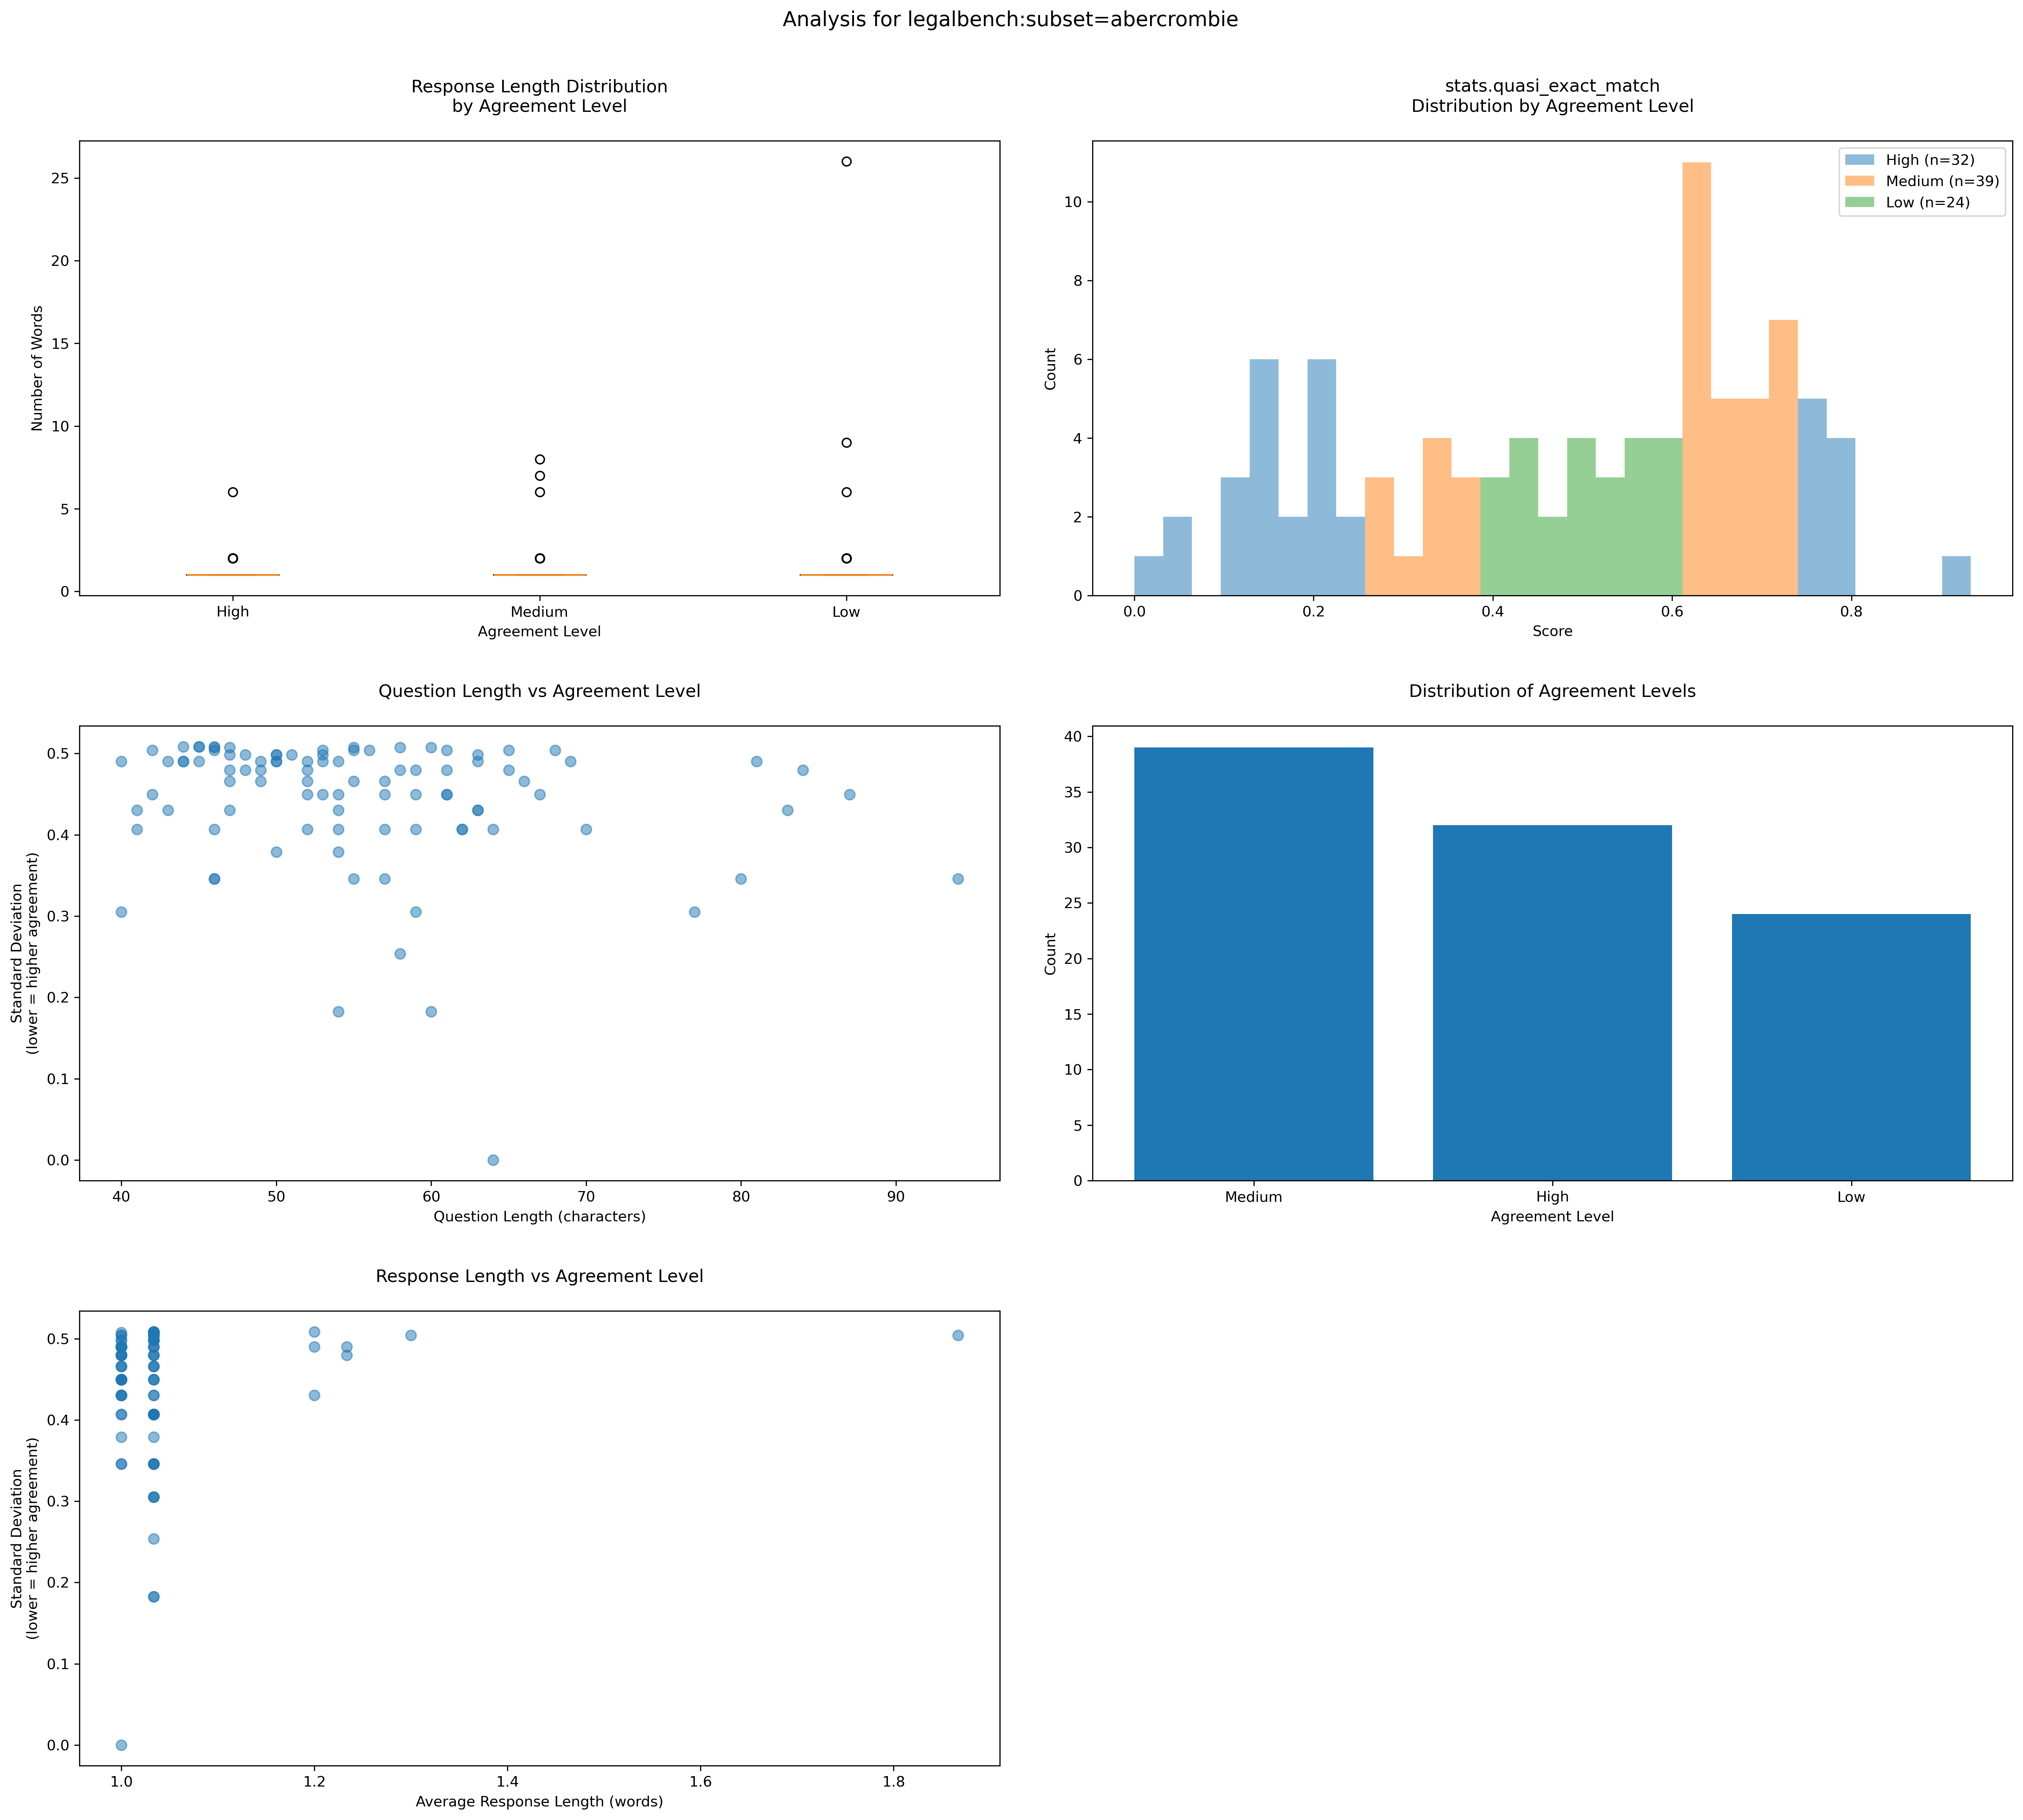 Analysis for legalbench:subset=abercrombie
Response Length Distribution
by Agreement Level
Number of Words
25
20
15
10
5
0
High
Medium
Low
Agreement Level
stats.quasi_exact_match
Distribution by Agreement Level
High (n=32)
Medium (n=39)
Low (n=24)
Count
10
8
6
4
2
0
0.0
0.2
0.4
0.6
0.8
Score
Question Length vs Agreement Level
Standard Deviation
(lower = higher agreement)
0.5
0.4
0.3
0.2
0.1
0.0
40
50
60
70
80
90
Question Length (characters)
Distribution of Agreement Levels
Count
40
35
30
25
20
15
10
5
0
Medium
High
Low
Agreement Level
Response Length vs Agreement Level
Standard Deviation
(lower = higher agreement)
0.5
0.4
0.3
0.2
0.1
0.0
1.0
1.2
1.4
1.6
1.8
Average Response Length (words)